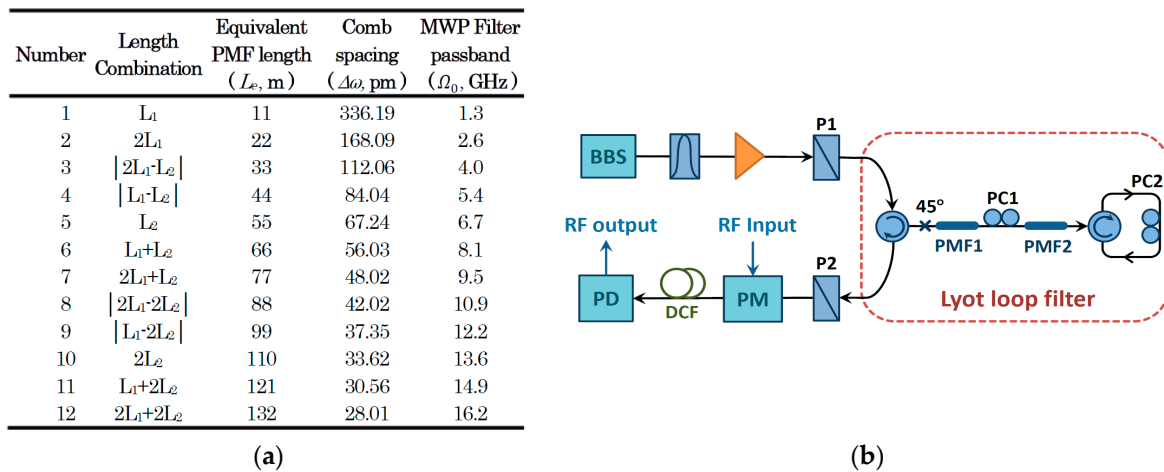 Number Length Combination Equivalent PMF length (Le, m) Comb spacing (Δω, pm) MWP Filter passband (Ω0, GHz)
1 L1 11 336.19 1.3
2 2L1 22 168.09 2.6
3 |2L1-L2| 33 112.06 4.0
4 |L1-L2| 44 84.04 5.4
5 L2 55 67.24 6.7
6 L1+L2 66 56.03 8.1
7 2L1+L2 77 48.02 9.5
8 |2L1-2L2| 88 42.02 10.9
9 |L1-2L2| 99 37.35 12.2
10 2L2 110 33.62 13.6
11 L1+2L2 121 30.56 14.9
12 2L1+2L2 132 28.01 16.2
(a)
P1
BBS
45°
PC1
PC2
PMF1
PMF2
RF output
RF Input
P2
PD
DCF
PM
Lyot loop filter
(b)